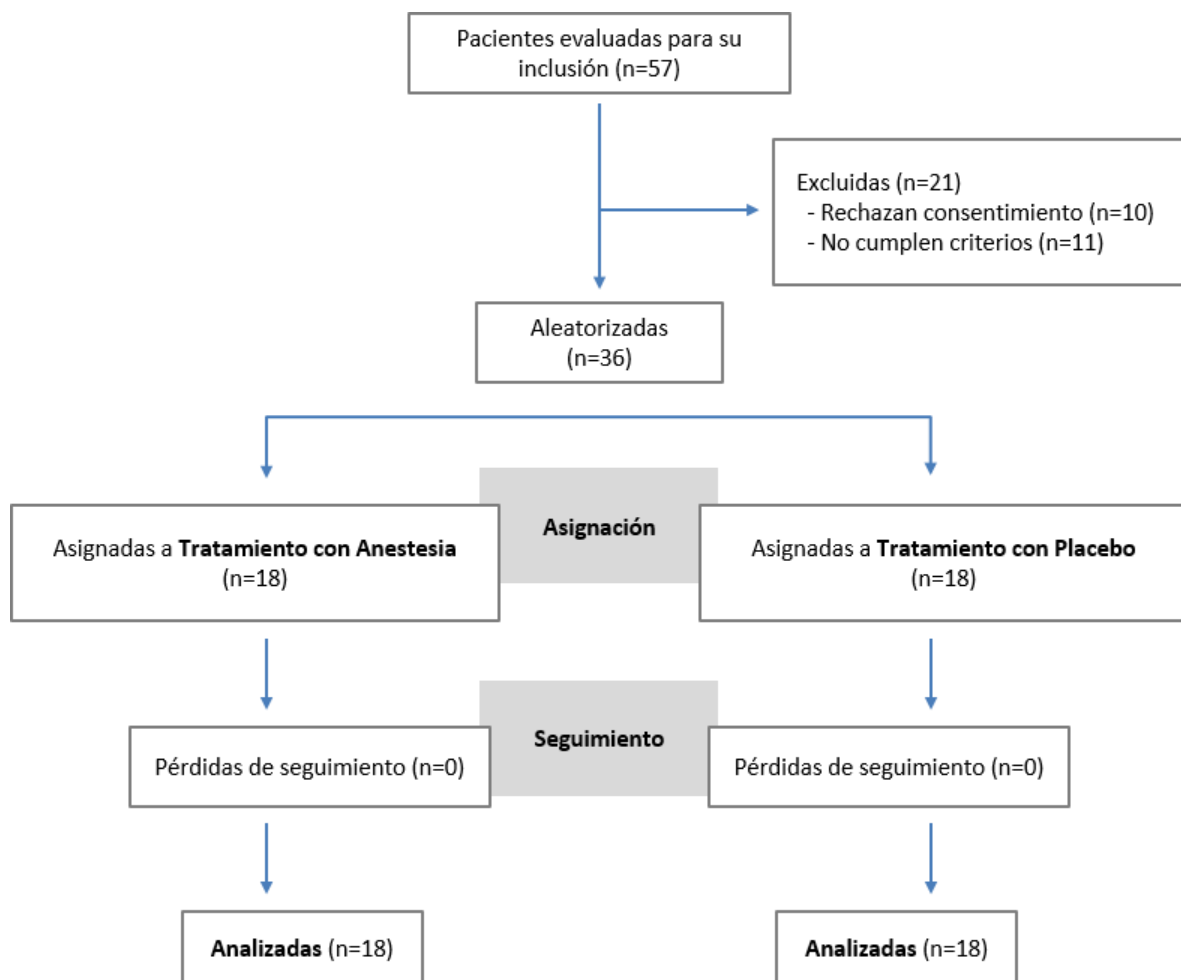 Pacientes evaluadas para su
inclusión (n=57)
Excluidas (n=21)
- Rechazan consentimiento (n=10)
- No cumplen criterios (n=11)
Aleatorizadas
(n=36)
Asignación
Asignadas a Tratamiento con Anestesia
(n=18)
Asignadas a Tratamiento con Placebo
(n=18)
Seguimiento
Pérdidas de seguimiento (n=0)
Pérdidas de seguimiento (n=0)
Analizadas (n=18)
Analizadas (n=18)